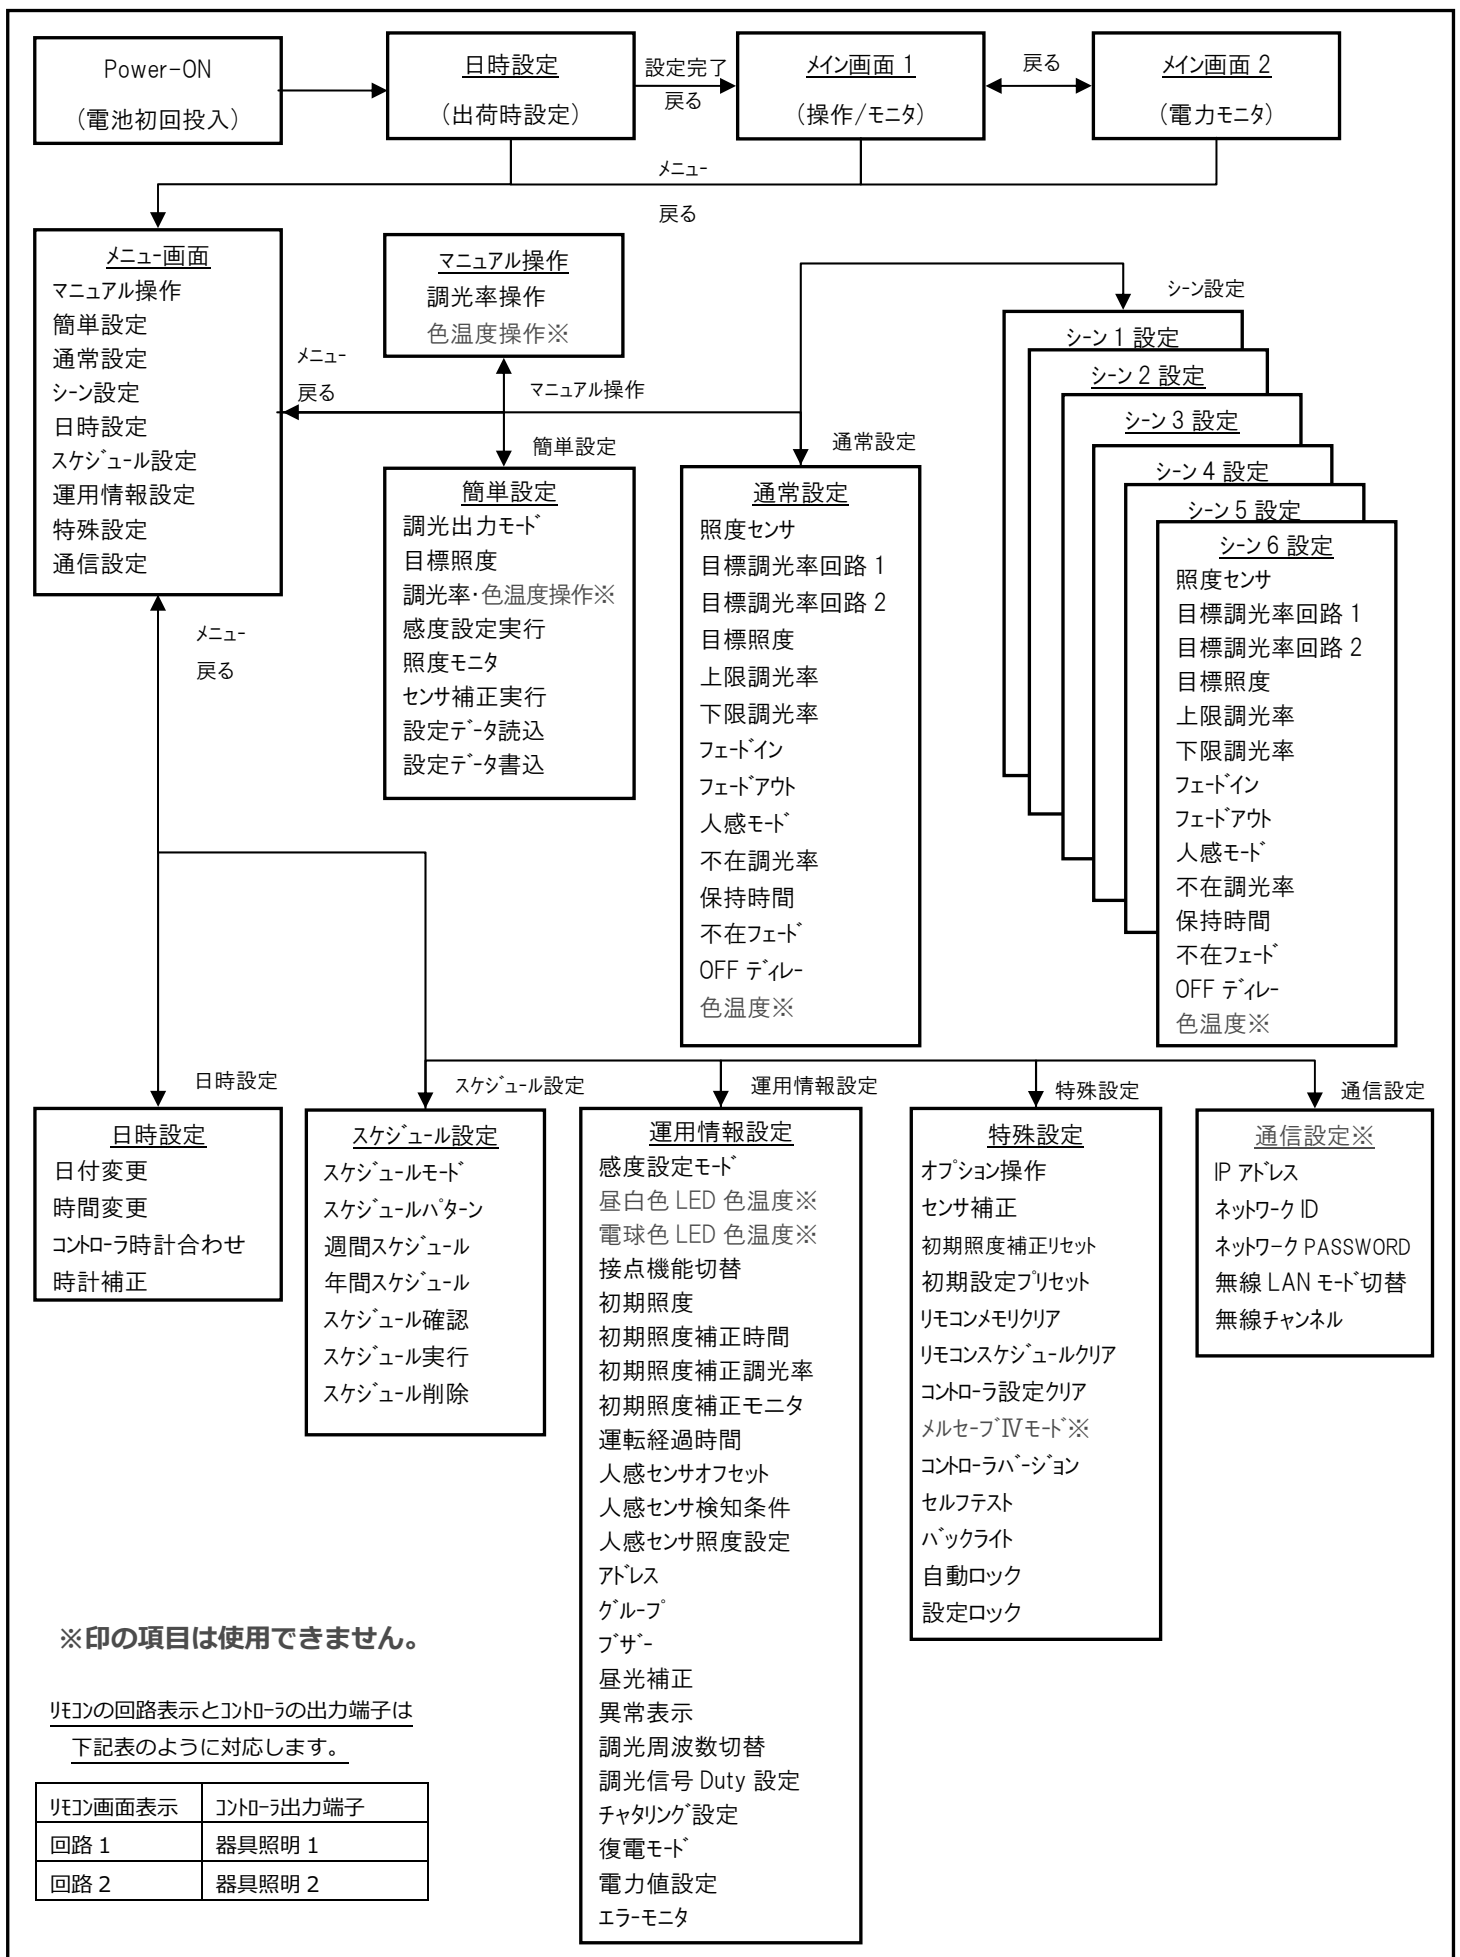 Power-ON
(電池初回投入)
日時設定
(出荷時設定)
設定完了
戻る
メイン画面 1
(操作/モニタ)
戻る
メイン画面 2
(電力モニタ)
メニュー
戻る
メニュー画面
マニュアル操作
簡単設定
通常設定
シーン設定
日時設定
スケジュール設定
運用情報設定
特殊設定
通信設定
メニュー
戻る
マニュアル操作
調光率操作
色温度操作※
マニュアル操作
簡単設定
簡単設定
調光出力モード
目標照度
調光率・色温度操作※
感度設定実行
照度モニタ
センサ補正実行
設定データ読込
設定データ書込
通常設定
通常設定
照度センサ
目標調光率回路 1
目標調光率回路 2
目標照度
上限調光率
下限調光率
フェードイン
フェードアウト
人感モード
不在調光率
保持時間
不在フェード
OFF ディレー
色温度※
シーン設定
シーン 1 設定
シーン 2 設定
シーン 3 設定
シーン 4 設定
シーン 5 設定
シーン 6 設定
照度センサ
目標調光率回路 1
目標調光率回路 2
目標照度
上限調光率
下限調光率
フェードイン
フェードアウト
人感モード
不在調光率
保持時間
不在フェード
OFF ディレー
色温度※
メニュー
戻る
日時設定
日時設定
日付変更
時間変更
コントローラ時計合わせ
時計補正
スケジュール設定
スケジュール設定
スケジュールモード
スケジュールパターン
週間スケジュール
年間スケジュール
スケジュール確認
スケジュール実行
スケジュール削除
運用情報設定
運用情報設定
感度設定モード
昼白色 LED 色温度※
電球色 LED 色温度※
接点機能切替
初期照度
初期照度補正時間
初期照度補正調光率
初期照度補正モニタ
運転経過時間
人感センサオフセット
人感センサ検知条件
人感センサ照度設定
アドレス
グループ
ブザー
昼光補正
異常表示
調光周波数切替
調光信号 Duty 設定
チャタリング設定
復電モード
電力値設定
エラーモニタ
特殊設定
特殊設定
オプション操作
センサ補正
初期照度補正リセット
初期設定プリセット
リモコンメモリクリア
リモコンスケジュールクリア
コントローラ設定クリア
メルセーブⅣモード※
コントローラバージョン
セルフテスト
バックライト
自動ロック
設定ロック
通信設定
通信設定※
IP アドレス
ネットワーク ID
ネットワーク PASSWORD
無線 LAN モード切替
無線チャンネル
※印の項目は使用できません。
リモコンの回路表示とコントローラの出力端子は
下記表のように対応します。
リモコン画面表示 コントローラ出力端子
回路 1 器具照明 1
回路 2 器具照明 2